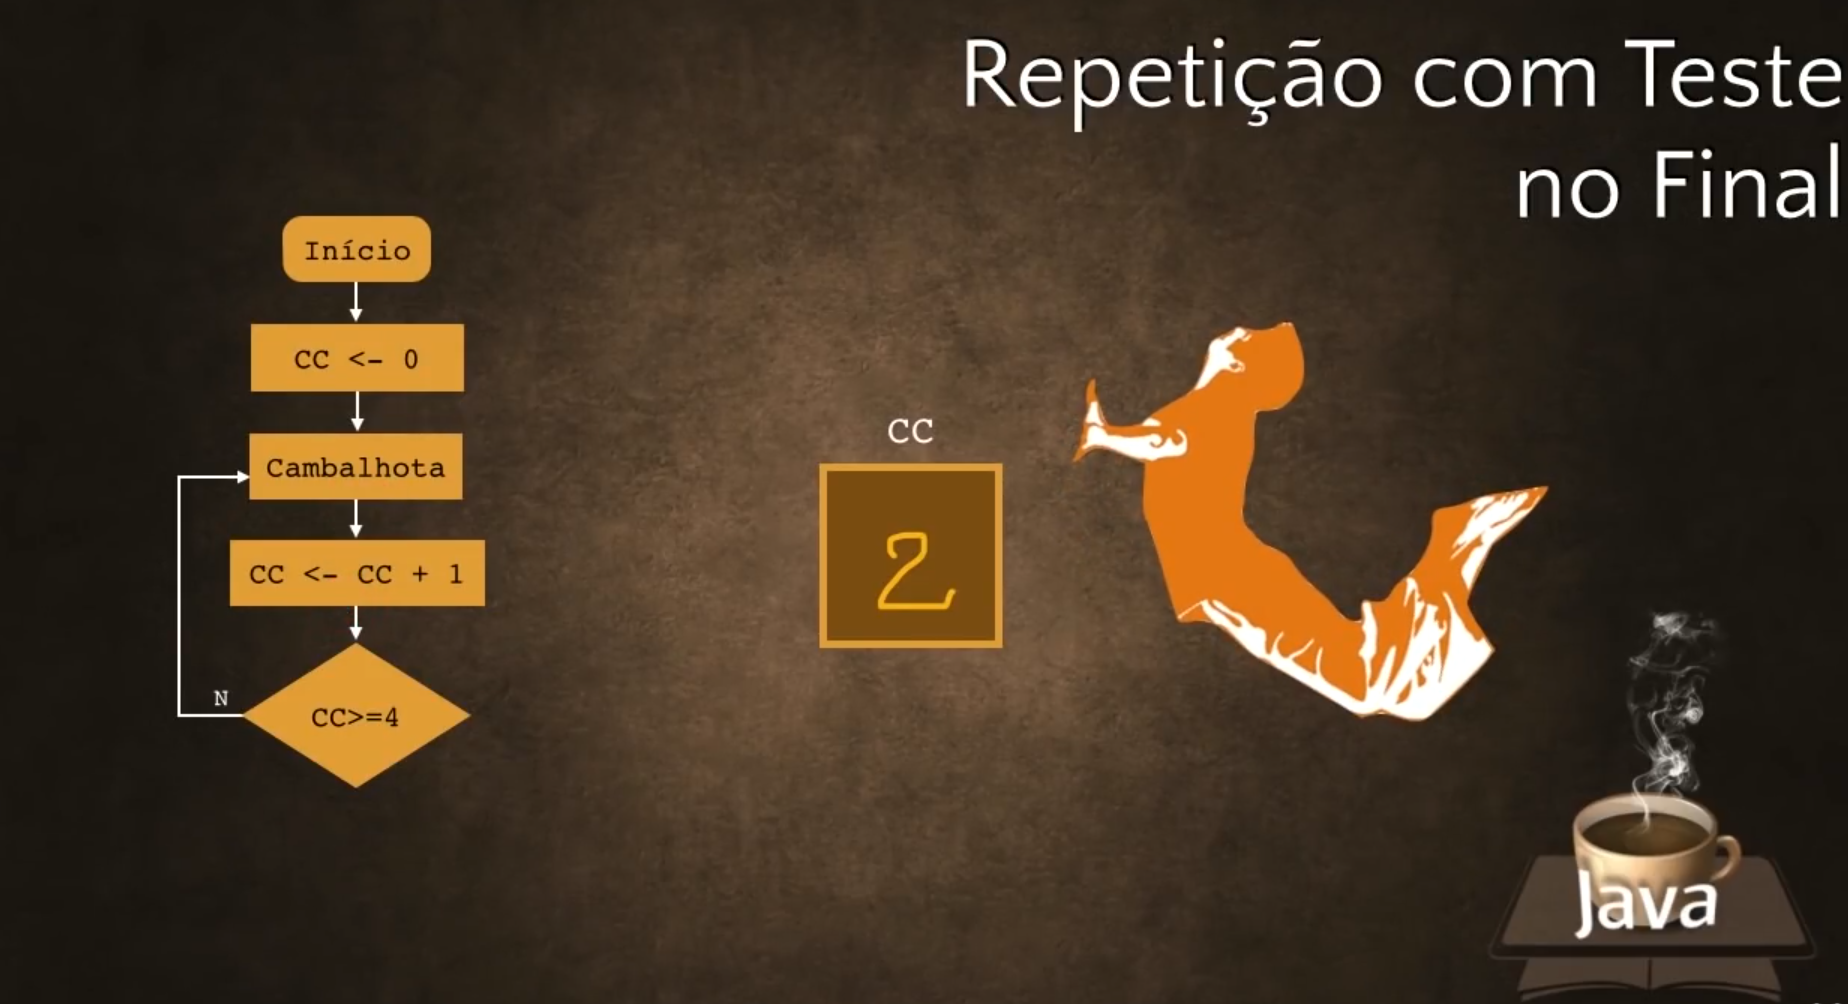 Repetição com Teste
no Final
Início
CC <- 0
Cambalhota
CC <- CC + 1
N
CC>=4
CC
2
Java